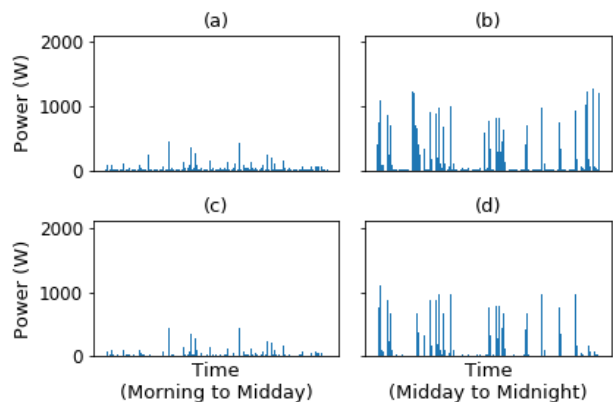 (a) (b)
Power (W)
2000
1000
0
(c) (d)
Power (W)
2000
1000
0
Time Time
(Morning to Midday) (Midday to Midnight)